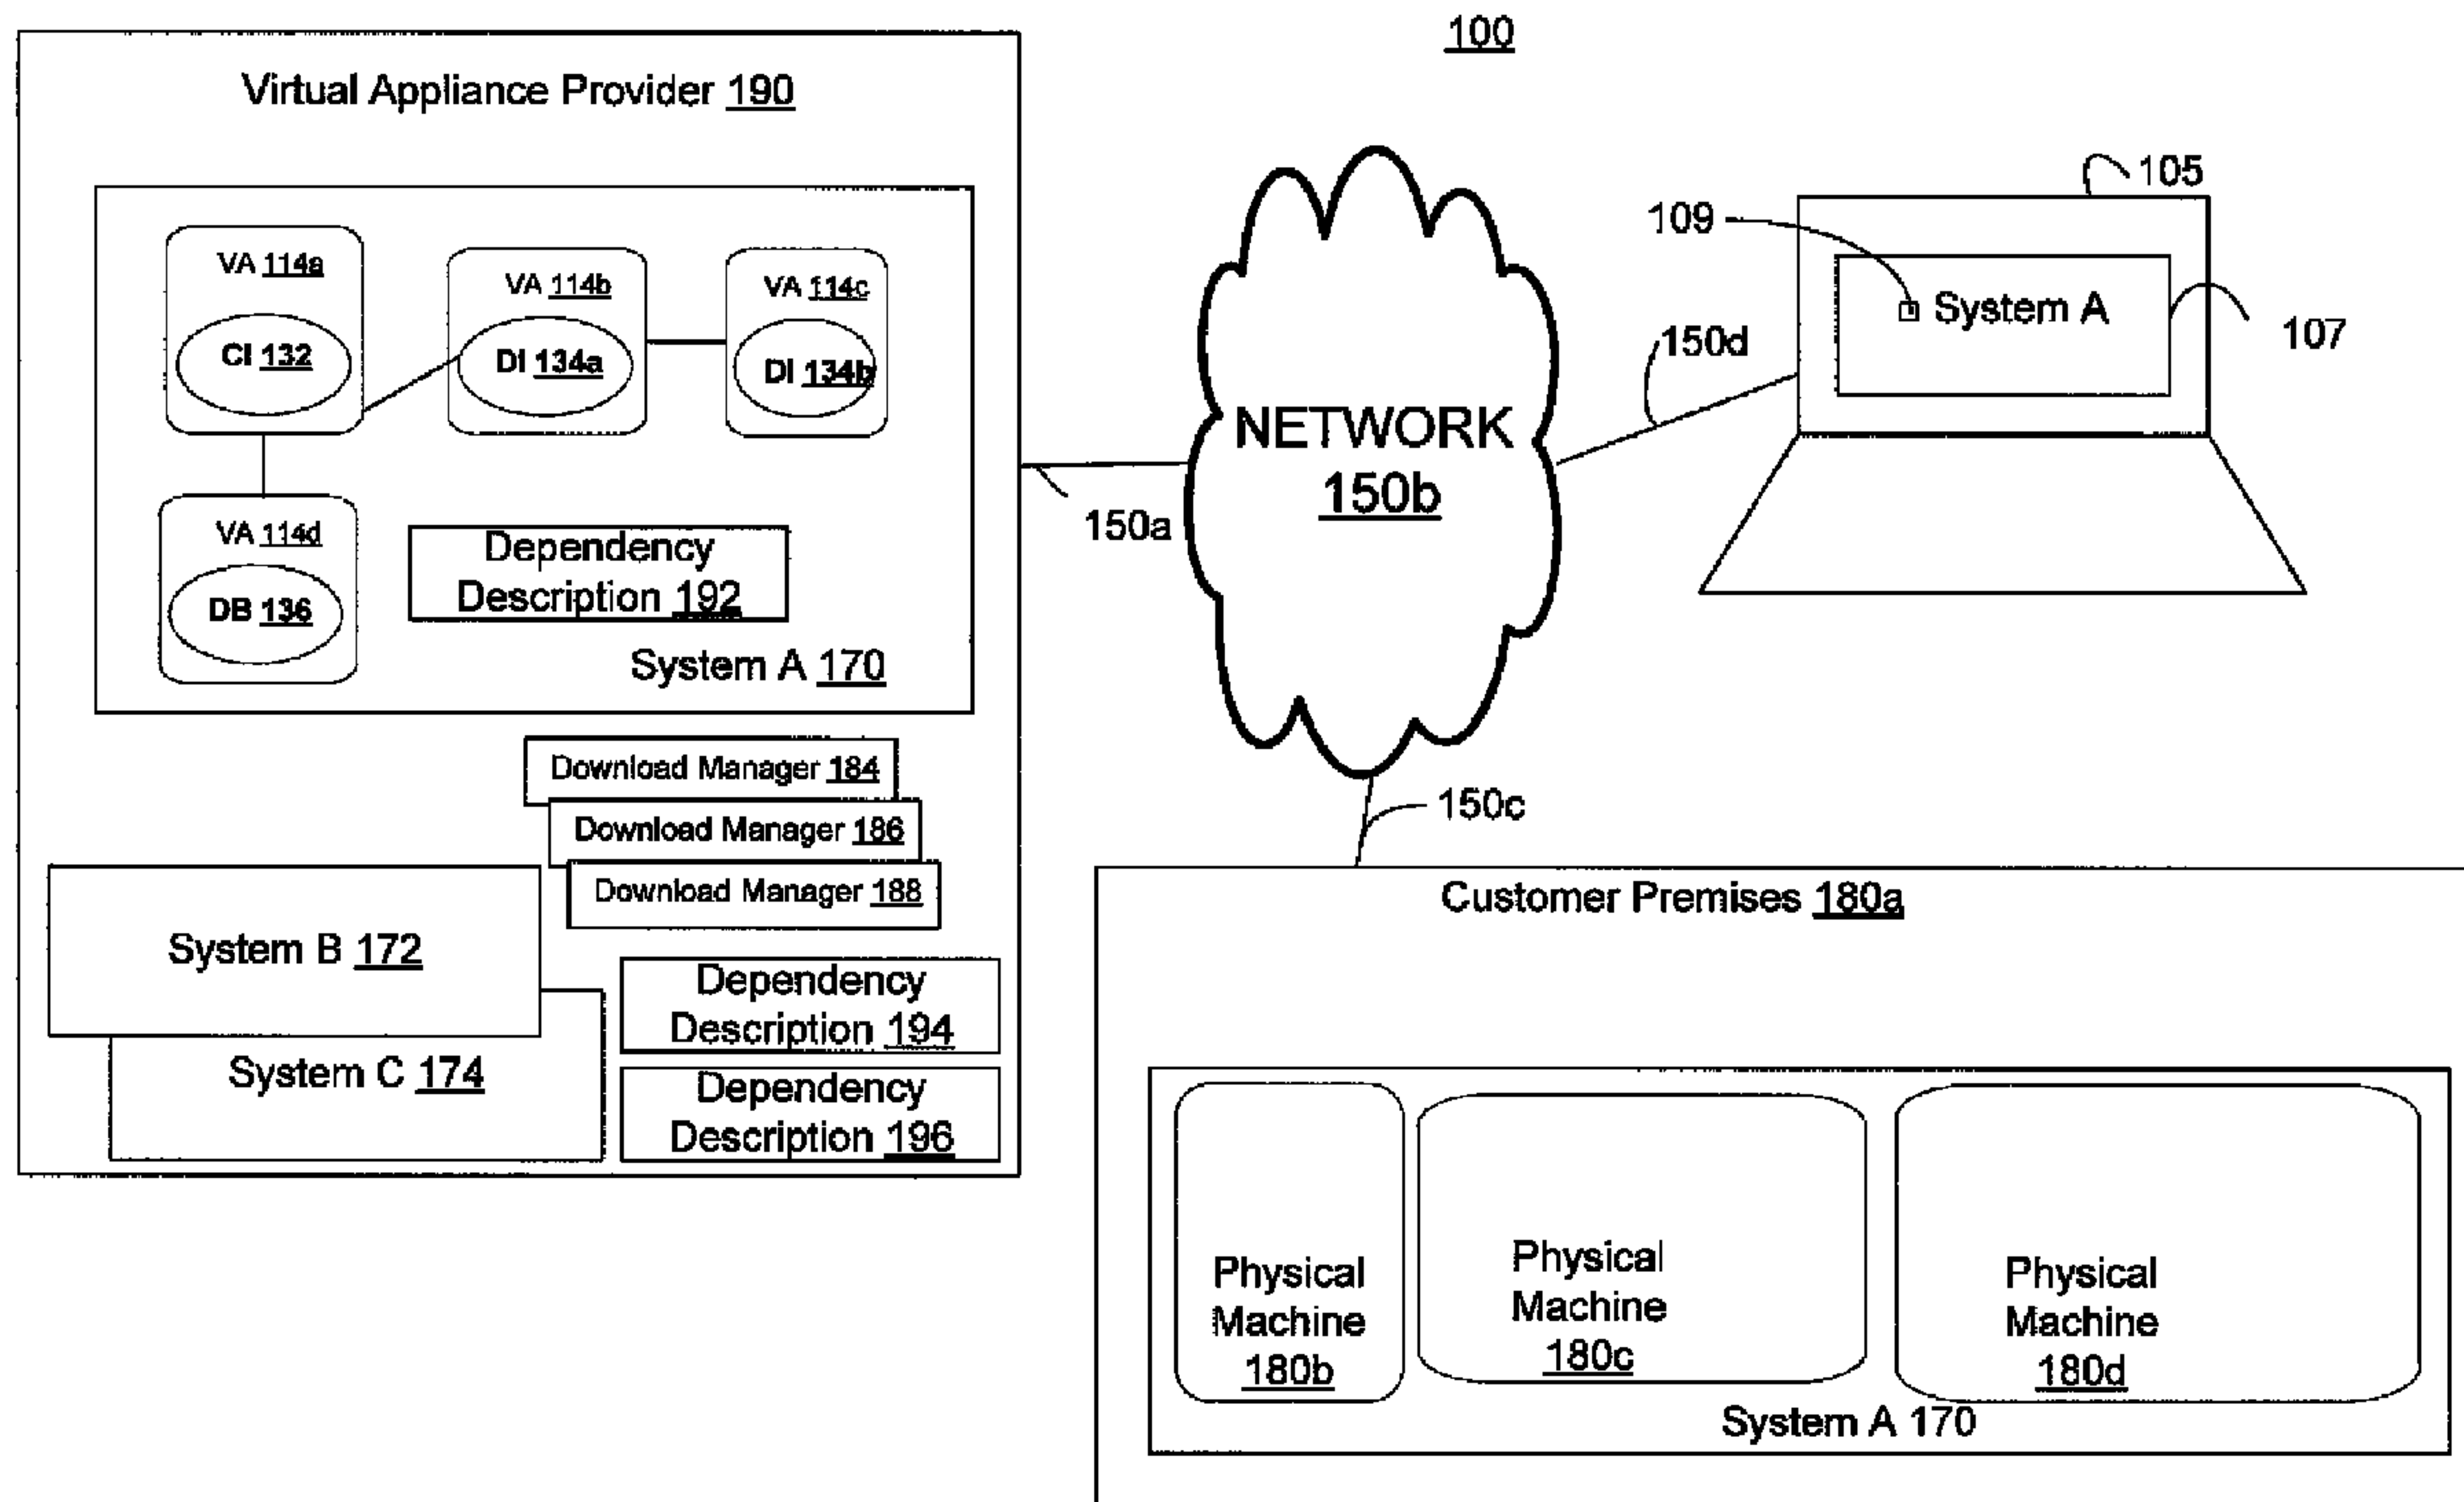 100
Virtual Appliance Provider 190
VA 114a
CI 132
VA 114b
DI 134a
VA 114c
DI 134b
VA 114d
DB 136
Dependency
Description 192
System A 170
Download Manager 184
Download Manager 186
Download Manager 188
System B 172
System C 174
Dependency
Description 194
Dependency
Description 196
150a
NETWORK
150b
150d
150c
105
109
System A
107
Customer Premises 180a
Physical
Machine
180b
Physical
Machine
180c
Physical
Machine
180d
System A 170